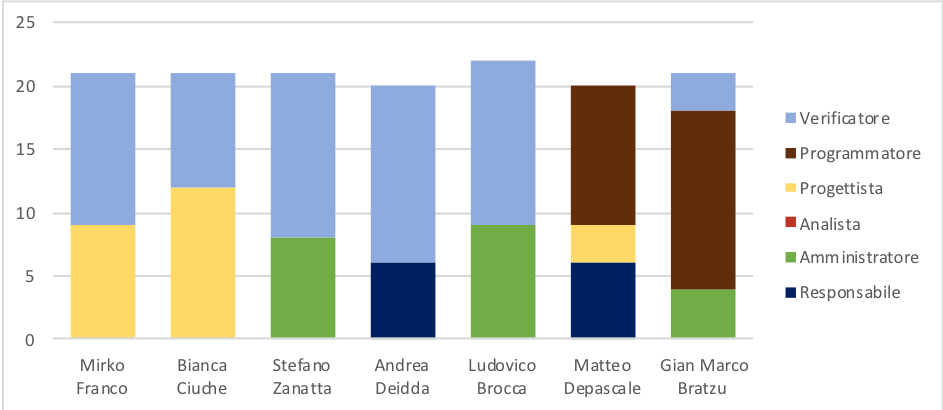 25
20
15
10
5
0
Mirko Franco
Bianca Ciuche
Stefano Zanatta
Andrea Deidda
Ludovico Brocca
Matteo Depascale
Gian Marco Bratzu
Verificatore
Programmatore
Progettista
Analista
Amministratore
Responsabile